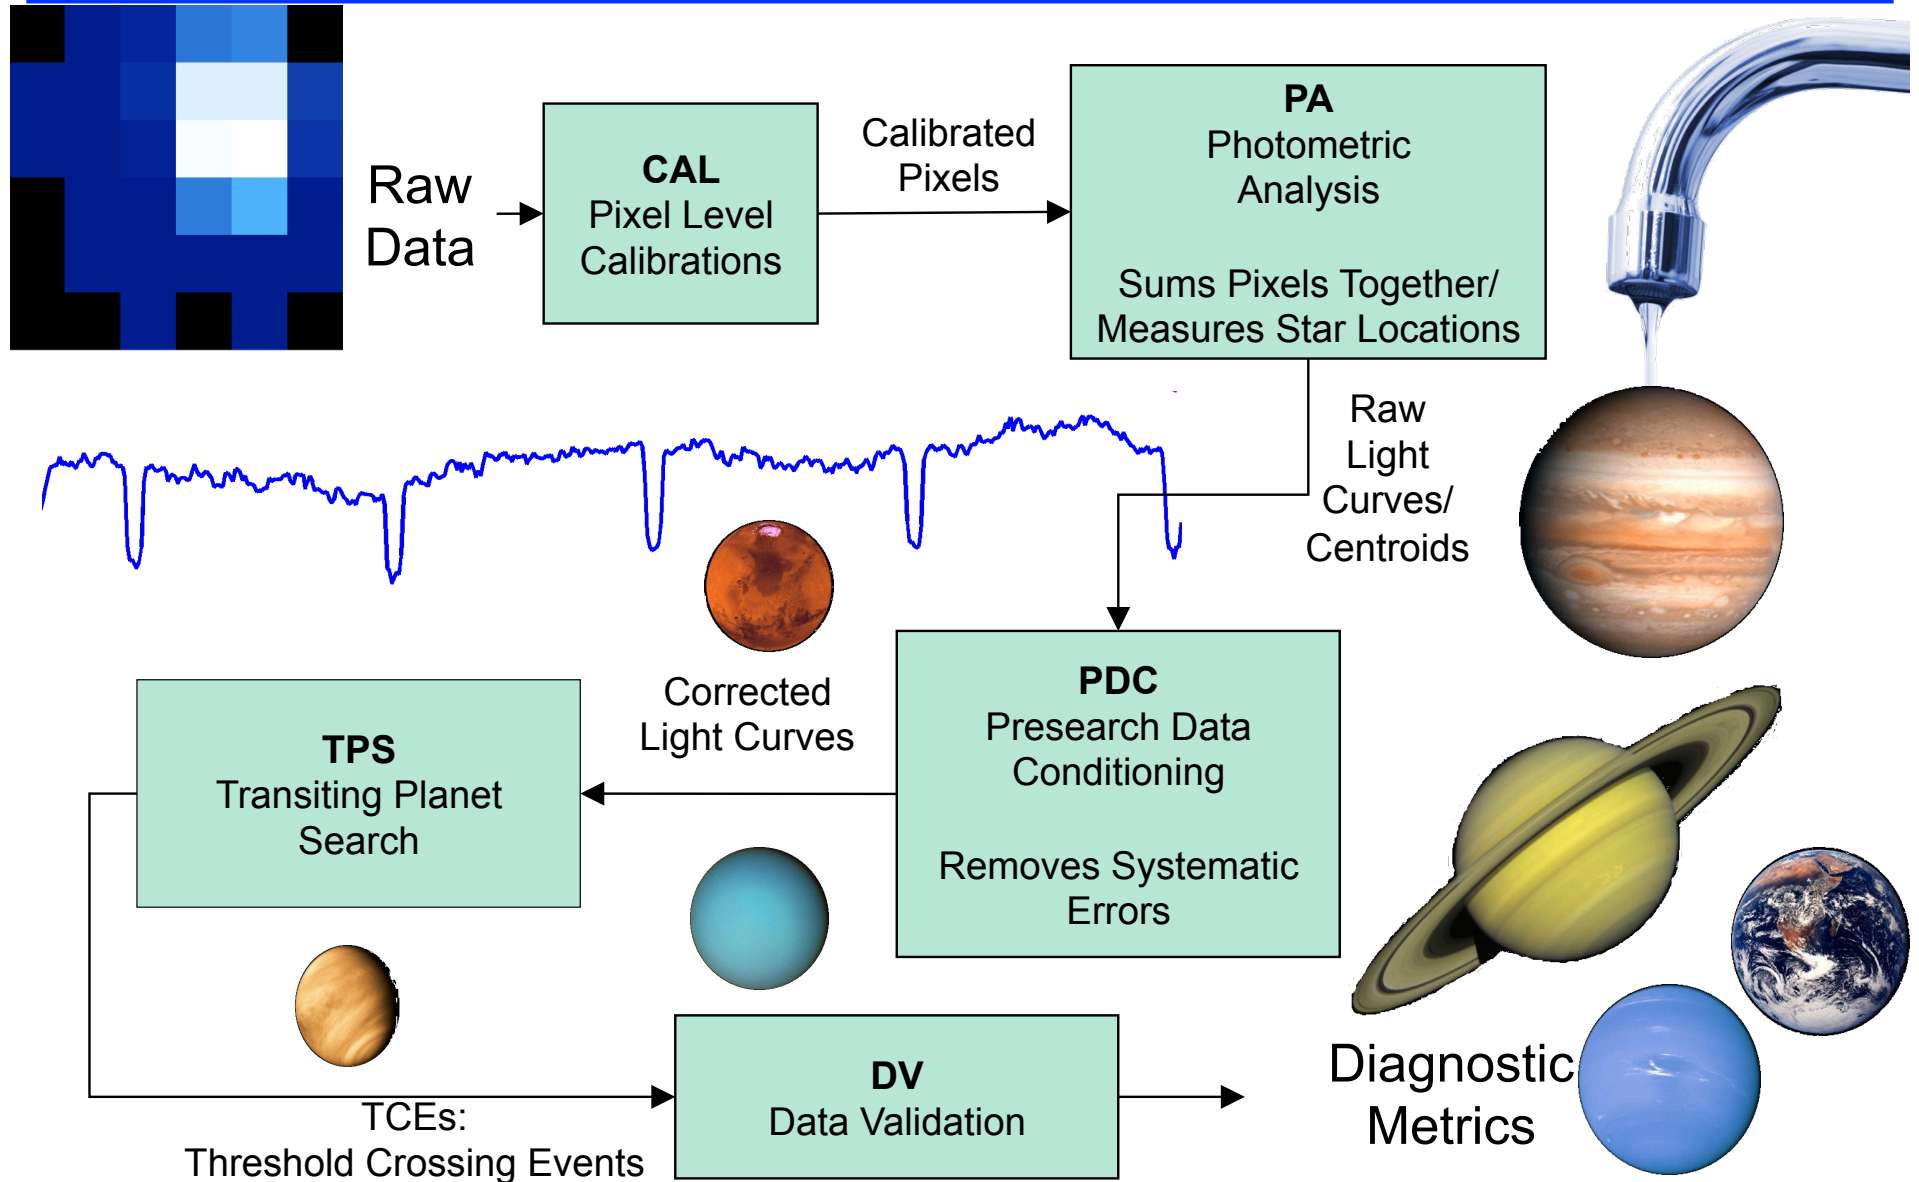 Raw
Data
CAL
Pixel Level
Calibrations
Calibrated
Pixels
PA
Photometric
Analysis
Sums Pixels Together/
Measures Star Locations
Raw
Light
Curves/
Centroids
PDC
Presearch Data
Conditioning
Removes Systematic
Errors
Corrected
Light Curves
TPS
Transiting Planet
Search
TCEs:
Threshold Crossing Events
DV
Data Validation
Diagnostic
Metrics